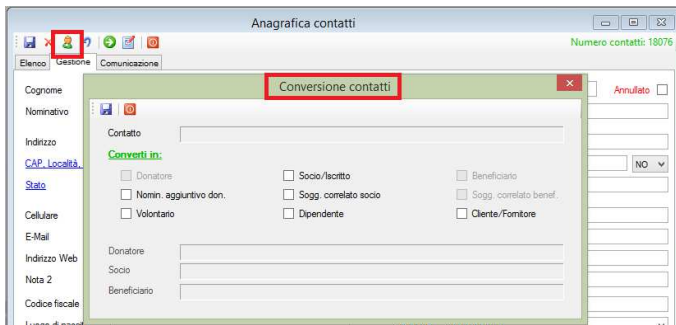 Anagrafica contatti
Numero contatti: 18076
Elenco Gestione Comunicazione
Cognome
Annullato
Nominativo
Indirizzo
CAP, Località,
NO
Stato
Cellulare
E-Mail
Indirizzo Web
Nota 2
Codice fiscale
Conversione contatti
Contatto
Converti in:
Donatore Socio/Iscritto Beneficiario
Nomin. aggiuntivo don. Sogg. correlato socio Sogg. correlato benef.
Volontario Dipendente Cliente/Fornitore
Donatore
Socio
Beneficiario